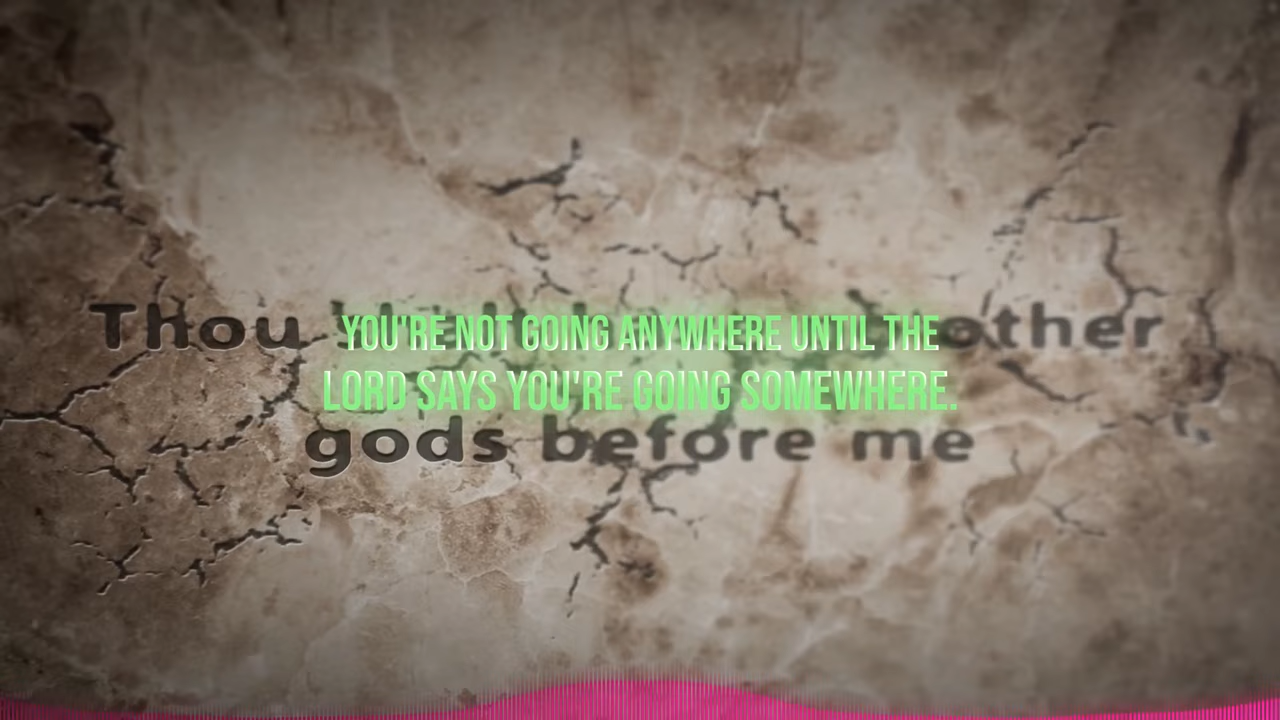 Thou other
YOU'RE NOT GOING ANYWHERE UNTIL THE
LORD SAYS YOU'RE GOING SOMEWHERE.
gods before me